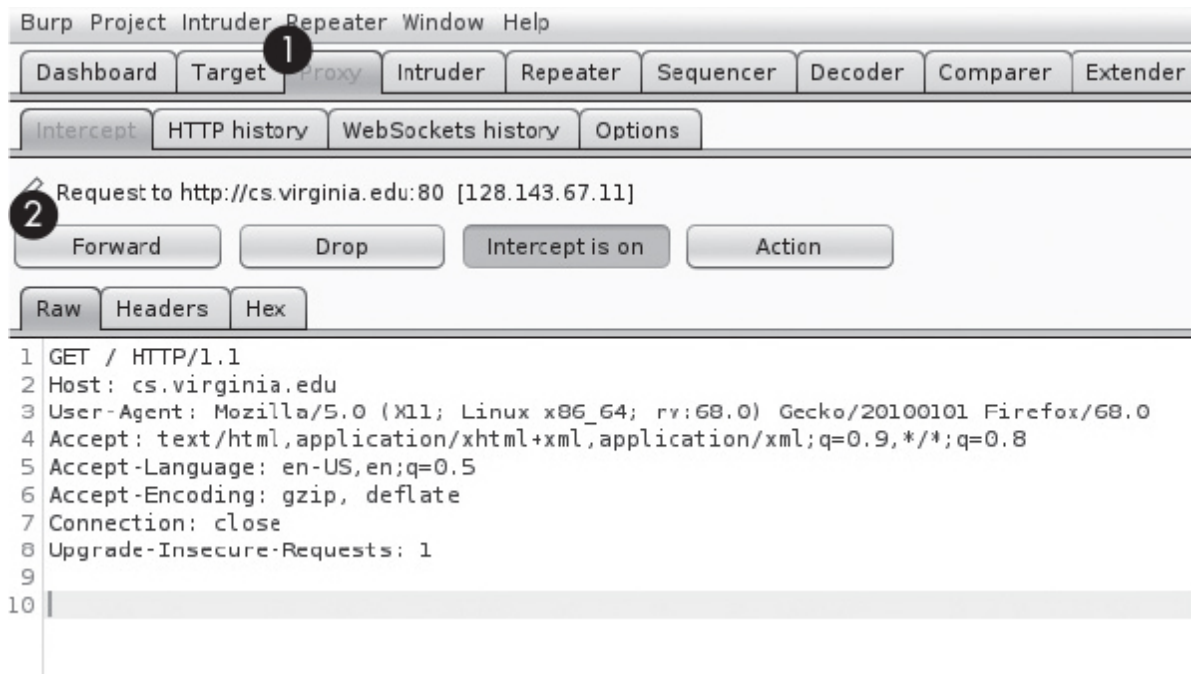 Burp Project Intruder Repeater Window Help
1
Dashboard Target Proxy Intruder Repeater Sequencer Decoder Comparer Extender
Intercept HTTP history WebSockets history Options
Request to http://cs.virginia.edu:80 [128.143.67.11]
2
Forward Drop Intercept is on Action
Raw Headers Hex
1 GET / HTTP/1.1
2 Host: cs.virginia.edu
3 User-Agent: Mozilla/5.0 (X11; Linux x86_64; rv:68.0) Gecko/20100101 Firefox/68.0
4 Accept: text/html,application/xhtml+xml,application/xml;q=0.9,*/*;q=0.8
5 Accept-Language: en-US,en;q=0.5
6 Accept-Encoding: gzip, deflate
7 Connection: close
8 Upgrade-Insecure-Requests: 1
9
10